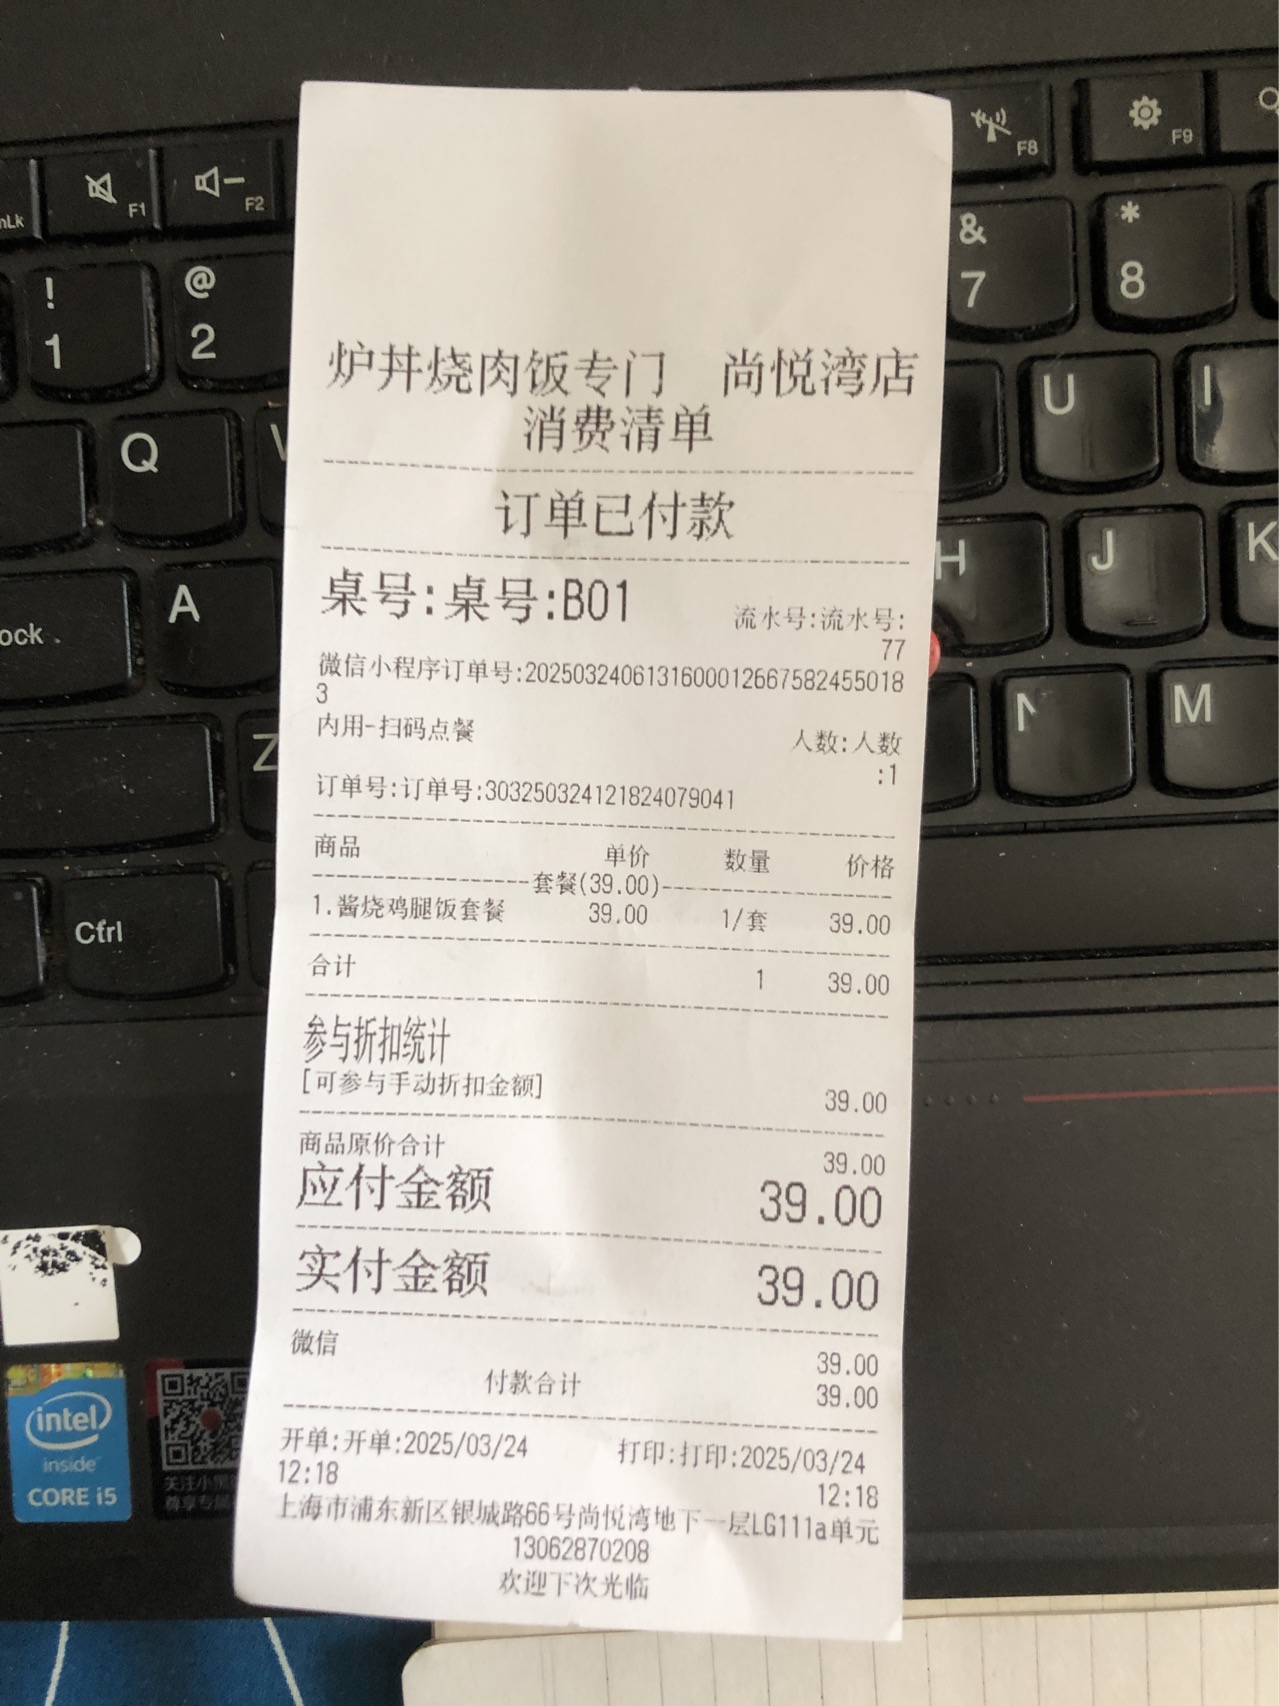 炉丼烧肉饭专门 尚悦湾店
消费清单
订单已付款
桌号:桌号:B01
流水号:流水号:
77
微信小程序订单号:2025032406131600012667582455018
3
内用-扫码点餐
人数:人数
:1
订单号:订单号:303250324121824079041
商品 单价 数量 价格
套餐(39.00)
1.酱烧鸡腿饭套餐 39.00 1/套 39.00
合计 1 39.00
参与折扣统计
[可参与手动折扣金额] 39.00
商品原价合计 39.00
应付金额 39.00
实付金额 39.00
微信 39.00
付款合计 39.00
开单:开单:2025/03/24 打印:打印:2025/03/24
12:18 12:18
上海市浦东新区银城路66号尚悦湾地下一层LG111a单元
13062870208
欢迎下次光临
F1
F2
F8
F9
!
1
@
2
&
7
*
8
Q
U
I
A
H
J
K
Z
N
M
Ctrl
intel
inside
CORE i5